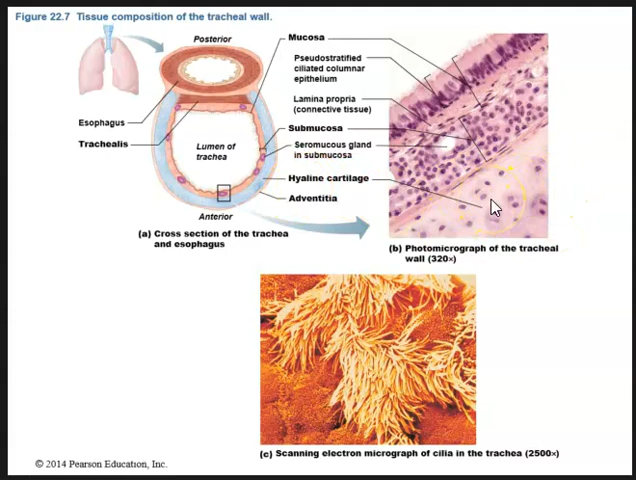 Figure 22.7  Tissue composition of the tracheal wall.
Posterior
Mucosa
Pseudostratified
ciliated columnar
epithelium
Lamina propria
(connective tissue)
Esophagus
Submucosa
Trachealis
Lumen of
trachea
Seromucous gland
in submucosa
Hyaline cartilage
Adventitia
Anterior
(a) Cross section of the trachea
and esophagus
(b) Photomicrograph of the tracheal
wall (320×)
(c) Scanning electron micrograph of cilia in the trachea (2500×)
© 2014 Pearson Education, Inc.